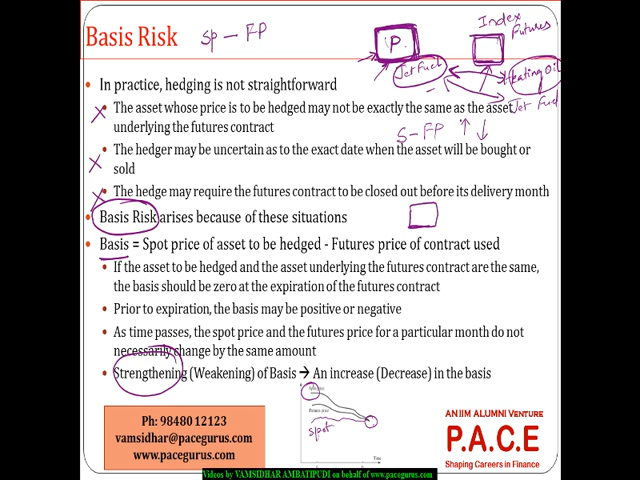 Basis Risk
SP - FP
P
Index
Futures
Jet Fuel
Heating Oil
Jet Fuel
• In practice, hedging is not straightforward
• The asset whose price is to be hedged may not be exactly the same as the asset
underlying the futures contract
S-FP ↑ ↓
• The hedger may be uncertain as to the exact date when the asset will be bought or
sold
• The hedge may require the futures contract to be closed out before its delivery month
• Basis Risk arises because of these situations
• Basis = Spot price of asset to be hedged - Futures price of contract used
• If the asset to be hedged and the asset underlying the futures contract are the same,
the basis should be zero at the expiration of the futures contract
• Prior to expiration, the basis may be positive or negative
• As time passes, the spot price and the futures price for a particular month do not
necessarily change by the same amount
• Strengthening (Weakening) of Basis → An increase (Decrease) in the basis
Spot price
Futures price
spot
Time
Ph: 98480 12123
vamsidhar@pacegurus.com
www.pacegurus.com
AN IIM ALUMNI VENTURE
P.A.C.E
Shaping Careers in Finance
Videos by VAMSIDHAR AMBATIPUDI on behalf of www.pacegurus.com